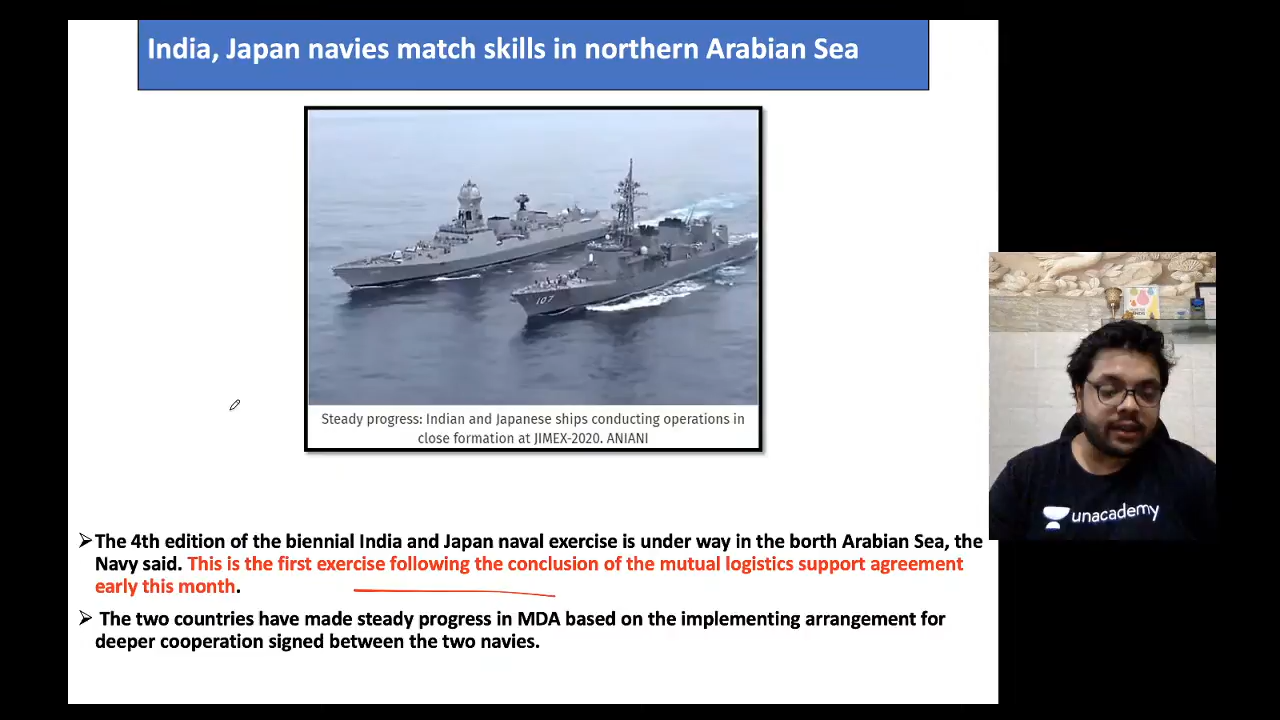 India, Japan navies match skills in northern Arabian Sea
107
Steady progress: Indian and Japanese ships conducting operations in
close formation at JIMEX-2020. ANIANI
unacademy
➢The 4th edition of the biennial India and Japan naval exercise is under way in the borth Arabian Sea, the
Navy said. This is the first exercise following the conclusion of the mutual logistics support agreement
early this month.
➢ The two countries have made steady progress in MDA based on the implementing arrangement for
deeper cooperation signed between the two navies.